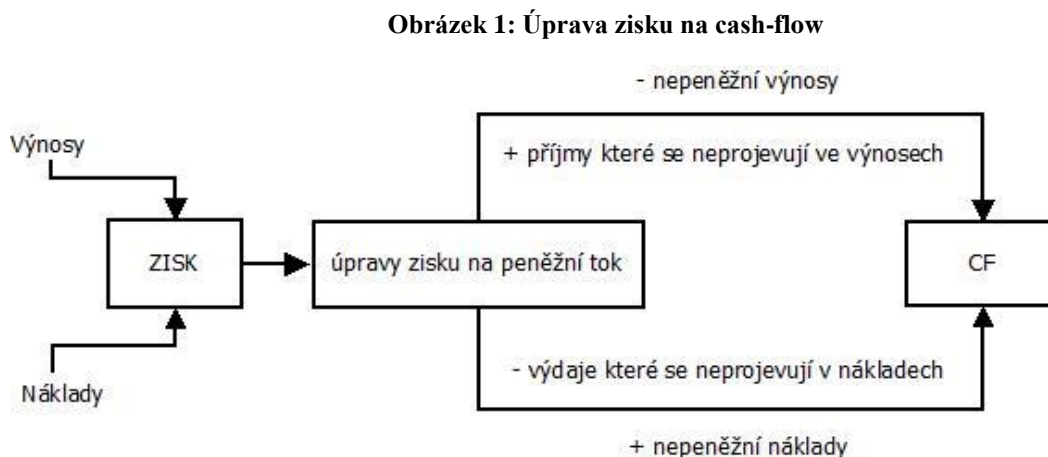 Obrázek 1: Úprava zisku na cash-flow
- nepeněžní výnosy
Výnosy
+ příjmy které se neprojevují ve výnosech
ZISK
úpravy zisku na peněžní tok
CF
- výdaje které se neprojevují v nákladech
Náklady
+ nepeněžní náklady